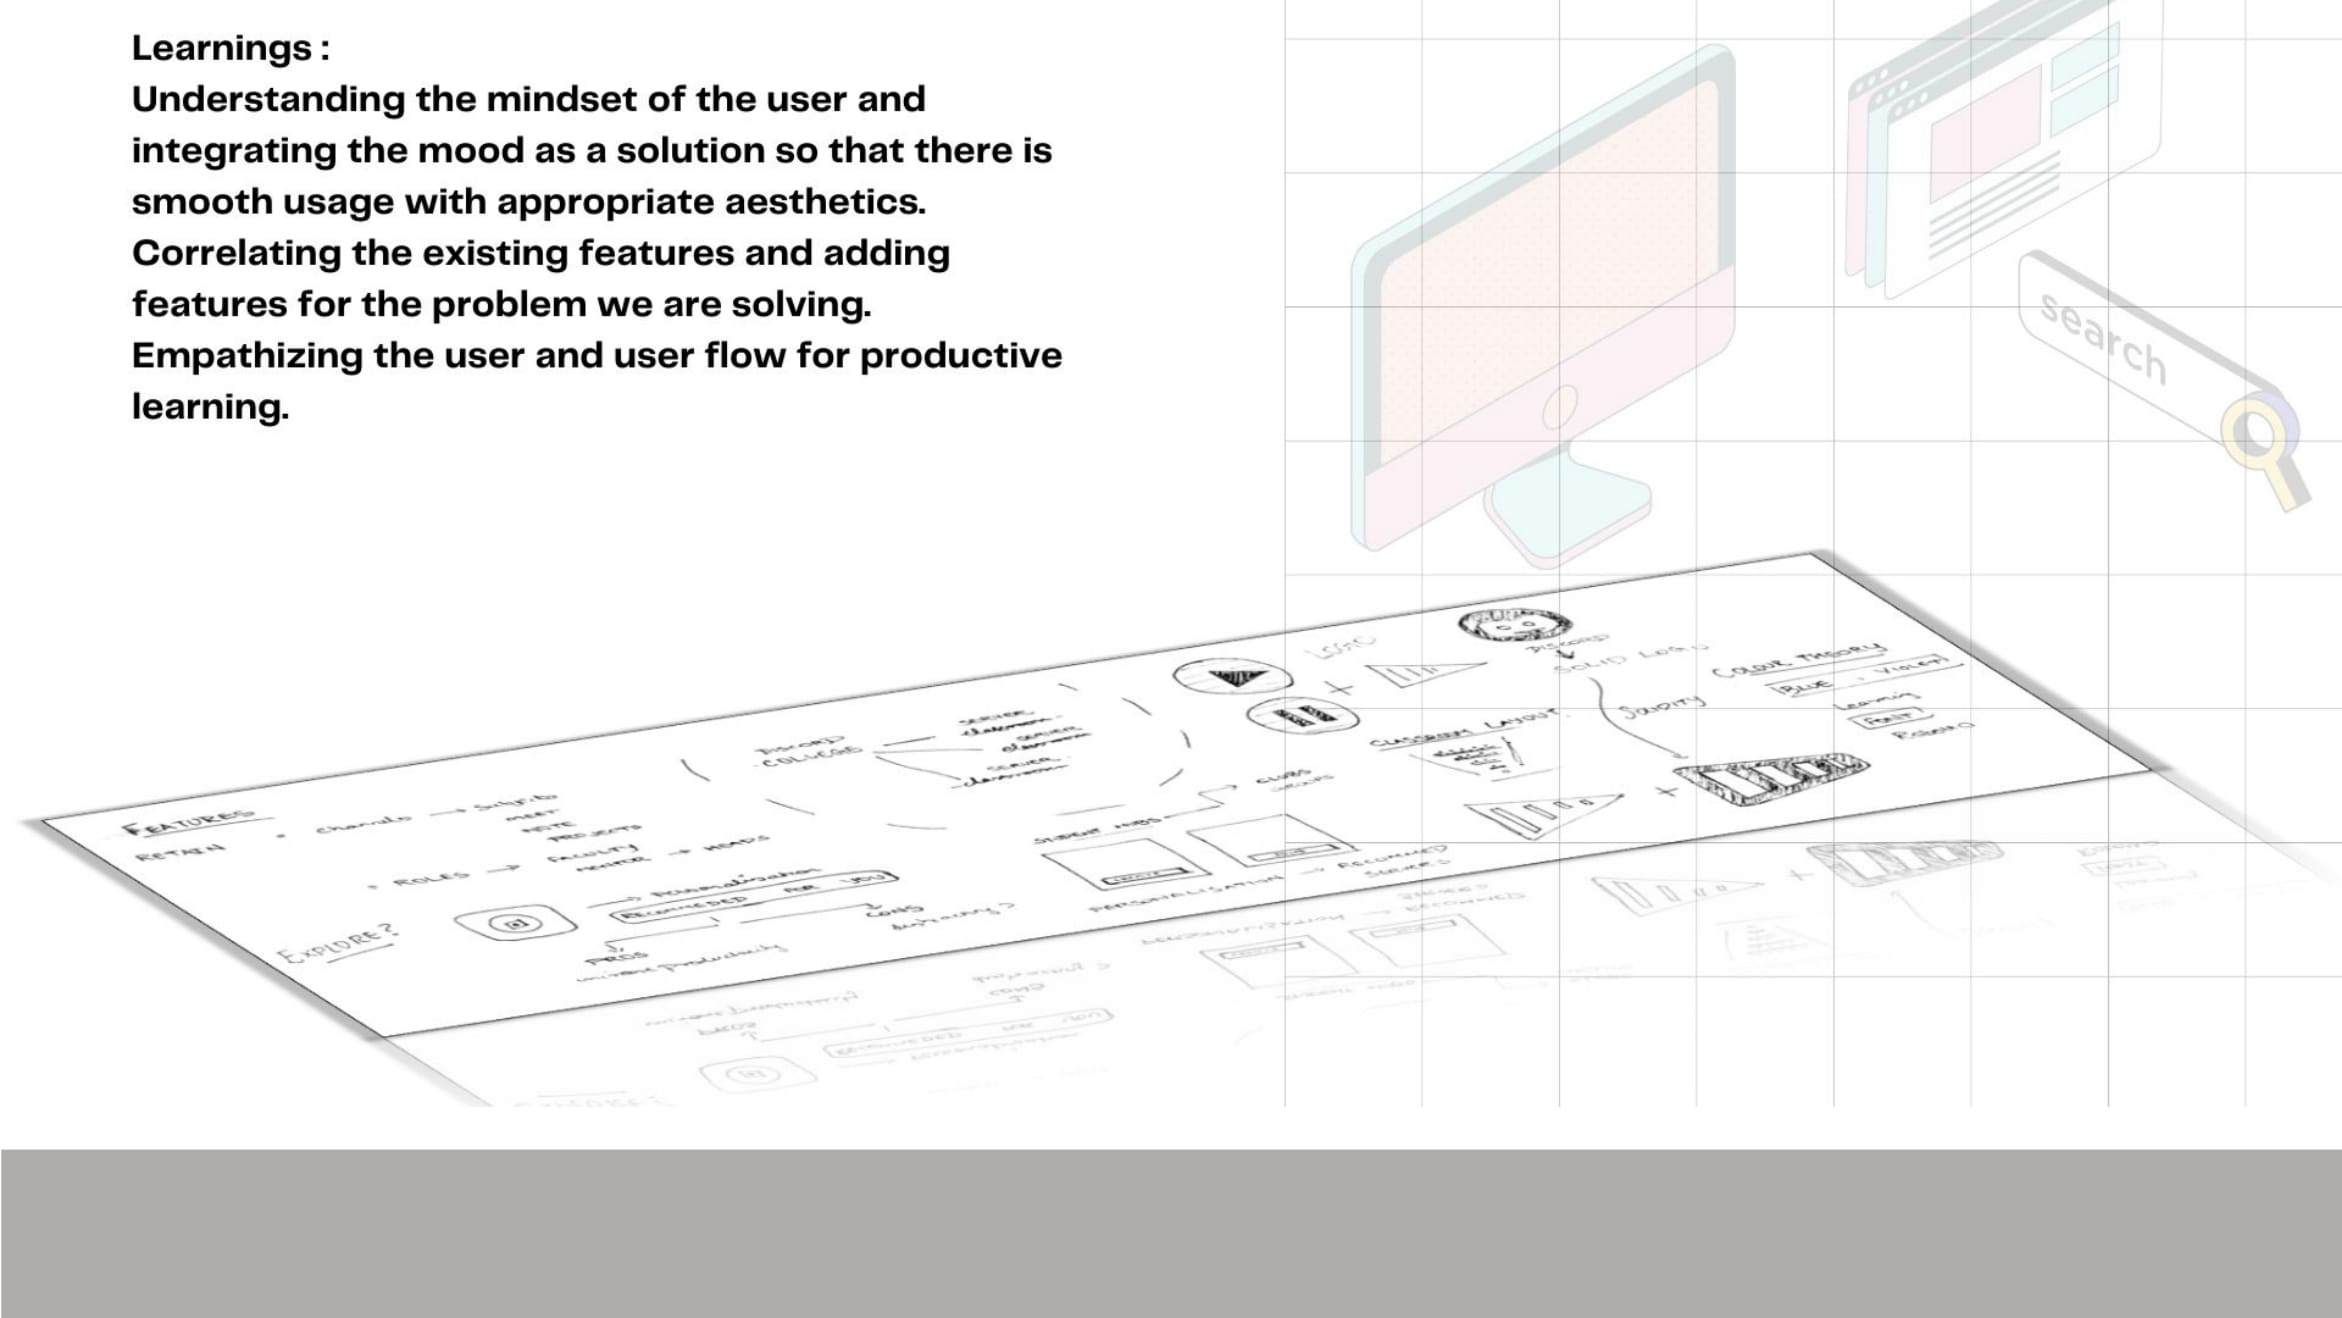 Learnings :
Understanding the mindset of the user and
integrating the mood as a solution so that there is
smooth usage with appropriate aesthetics.
Correlating the existing features and adding
features for the problem we are solving.
Empathizing the user and user flow for productive
learning.
search
LOGO
DISCORD
SOLID LOGO
COLOUR THEORY
BLUE VIOLET
Learning
FONT
SOLIDITY
CLASSROOM LAYOUT
DISCORD
COLLEGE
SERVER
classroom
SERVER
classroom
SERVER
classroom
FEATURES
RETAIN
channels
MEET
NOTE
PROJECTS
ROLES
FACULTY
MENTOR
HEADS
CLUBS
STUDENT HUBS
EXPLORE?
Personalisation
RECOMMENDED FOR YOU
PROS
CONS
productivity
PERSONALISATION